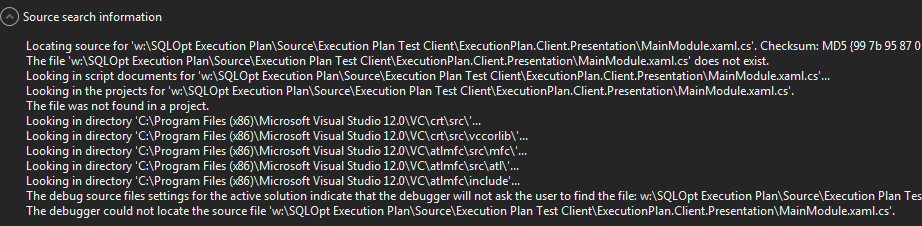 Source search information
Locating source for 'w:\SQLOpt Execution Plan\Source\Execution Plan Test Client\ExecutionPlan.Client.Presentation\MainModule.xaml.cs'. Checksum: MD5 {99 7b 95 87 0
The file 'w:\SQLOpt Execution Plan\Source\Execution Plan Test Client\ExecutionPlan.Client.Presentation\MainModule.xaml.cs' does not exist.
Looking in script documents for 'w:\SQLOpt Execution Plan\Source\Execution Plan Test Client\ExecutionPlan.Client.Presentation\MainModule.xaml.cs'...
Looking in the projects for 'w:\SQLOpt Execution Plan\Source\Execution Plan Test Client\ExecutionPlan.Client.Presentation\MainModule.xaml.cs'.
The file was not found in a project.
Looking in directory 'C:\Program Files (x86)\Microsoft Visual Studio 12.0\VC\crt\src\'...
Looking in directory 'C:\Program Files (x86)\Microsoft Visual Studio 12.0\VC\crt\src\vccorlib\'...
Looking in directory 'C:\Program Files (x86)\Microsoft Visual Studio 12.0\VC\atlmfc\src\mfc\'...
Looking in directory 'C:\Program Files (x86)\Microsoft Visual Studio 12.0\VC\atlmfc\src\atl\'...
Looking in directory 'C:\Program Files (x86)\Microsoft Visual Studio 12.0\VC\atlmfc\include'...
The debug source files settings for the active solution indicate that the debugger will not ask the user to find the file: w:\SQLOpt Execution Plan\Source\Execution Plan Tes
The debugger could not locate the source file 'w:\SQLOpt Execution Plan\Source\Execution Plan Test Client\ExecutionPlan.Client.Presentation\MainModule.xaml.cs'.